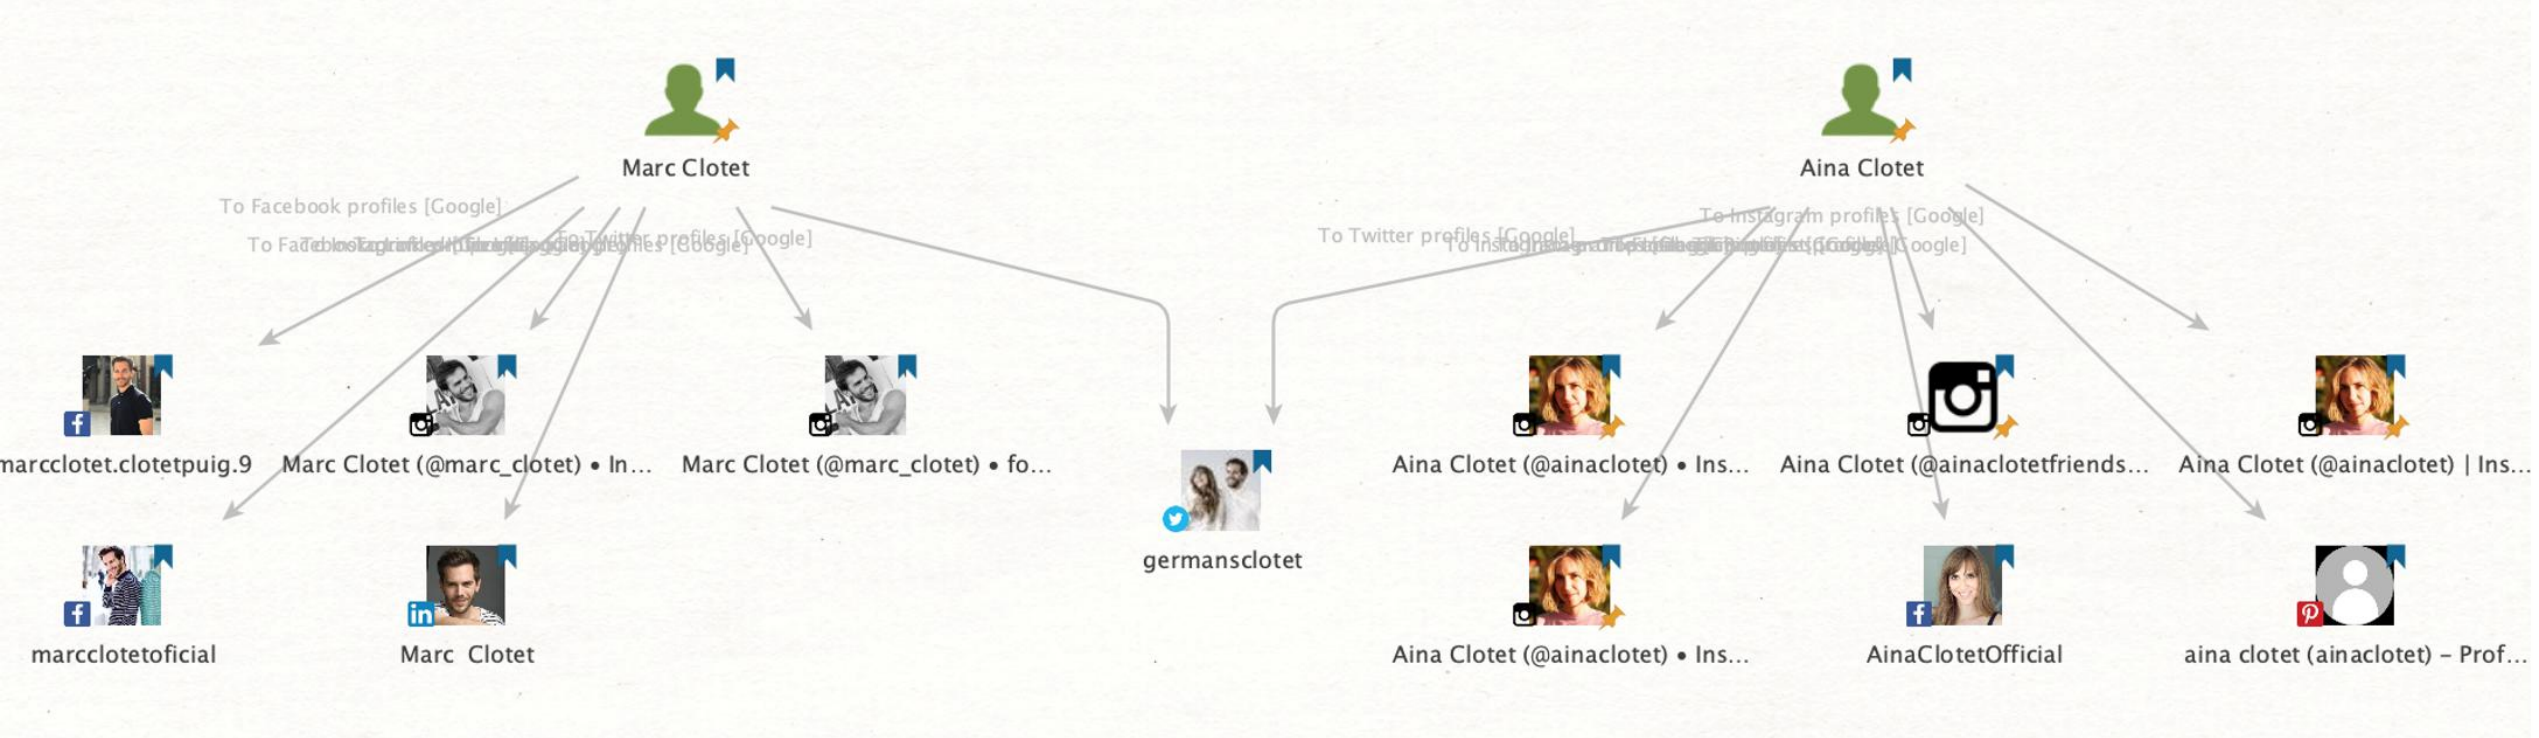 Marc Clotet
Aina Clotet
To Facebook profiles [Google]
To Instagram profiles [Google]
To Twitter profiles [Google]
To Twitter profiles [Google]
marcclotet.clotetpuig.9
Marc Clotet (@marc_clotet) • In...
Marc Clotet (@marc_clotet) • fo...
Aina Clotet (@ainaclotet) • Ins...
Aina Clotet (@ainaclotetfriends...
Aina Clotet (@ainaclotet) | Ins...
germansclotet
marcclotetoficial
Marc Clotet
Aina Clotet (@ainaclotet) • Ins...
AinaClotetOfficial
aina clotet (ainaclotet) – Prof...